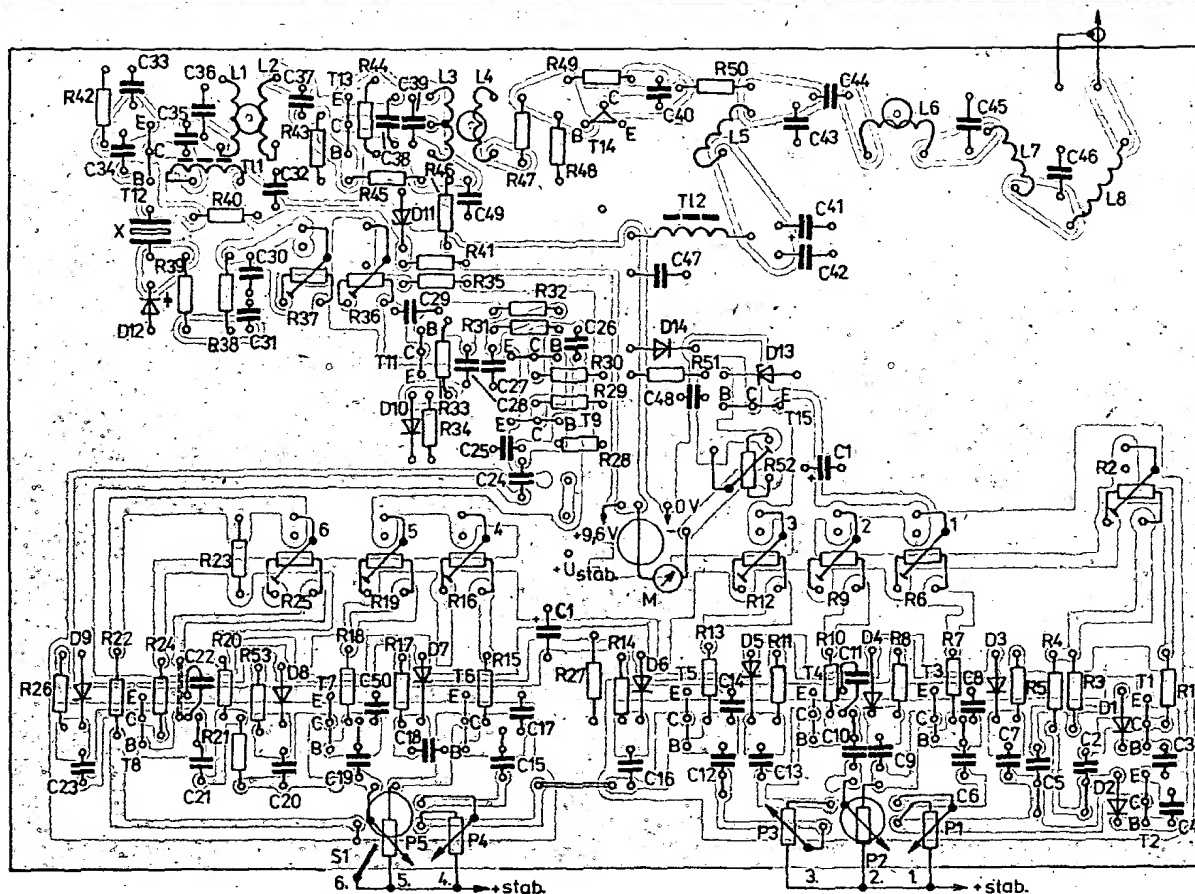 C33 C36 L1 L2 C37 T13 R44 C39 L3 L4 R49 R50 C44
R42 C35 E C R43 E C B C38 C B E T14 C40 C43 L5 L6 C45
C34 C B T12 TL1 C32 R45 R46 R47 R48 L7 C46 L8
R40 D11 C49 TL2 C41
X R41 + C42
R39 C30 R35 C47
D12 R38 C31 R37 R36 C29 R32
B R31 C26 D14 D13
T11 C E C B R30 R51
E C27 R29 C48 B C E T15
D10 R33 C28 T9
R34 E C B
C25 R28 R52 C1 R2
C24 +
6 5 4 +9,6V 0V - 3 2 1
R23 +Ustab.
R25 R19 R16 M R12 R9 R6
C1
D9 R22 R24 C22 R20 R53 R18 R17 D7 R15 + R14 R13 D5 R11 R10 D4 R8 R7 D3 R4
R26 E D8 T7 E C50 T6 E R27 D6 T5 E C14 T4 E C11 T3 E C8 R5 R3 T1 E R1
C C C C17 C C C D1 C
B R21 B C18 B B B C10 B B
T8 C2 C3
C23 C21 C20 C19 C15 C16 C12 C13 C9 C7 C5
D2 E
C6 C C4
P5 P4 P3 P2 P1 B T2
S1
6. 5. 4. +stab. 3. 2. 1. +stab.